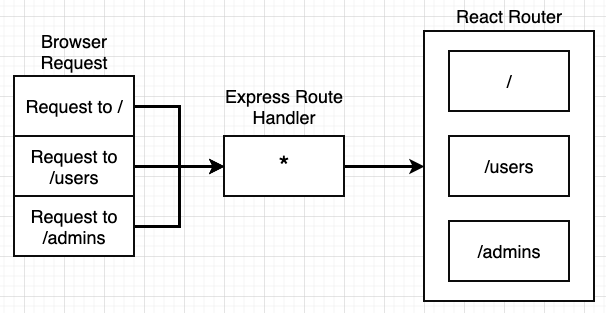 Browser
Request
Request to /
Request to
/users
Request to
/admins
Express Route
Handler
*
React Router
/
/users
/admins